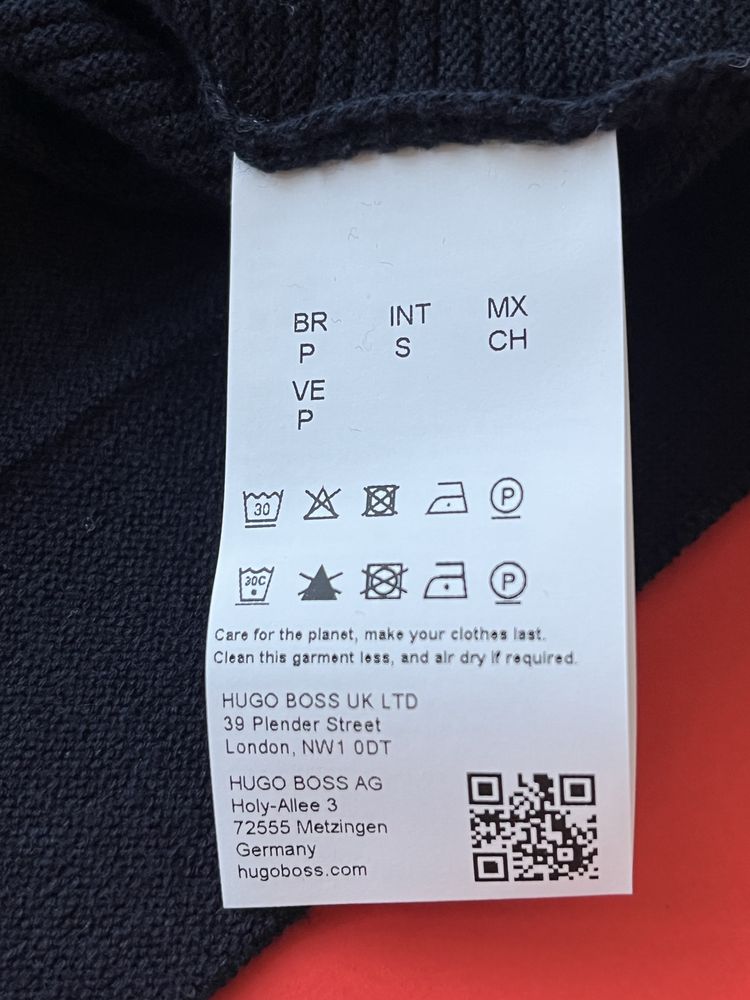 BR INT MX
P S CH
VE
P
30 P
30C P
Care for the planet, make your clothes last.
Clean this garment less, and air dry if required.
HUGO BOSS UK LTD
39 Plender Street
London, NW1 0DT
HUGO BOSS AG
Holy-Allee 3
72555 Metzingen
Germany
hugoboss.com